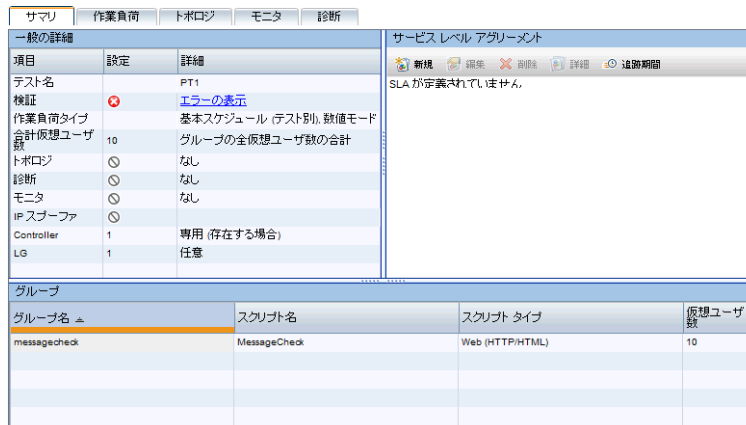 サマリ 作業負荷 トポロジ モニタ 診断
一般の詳細
項目 設定 詳細
テスト名 PT1
検証 エラーの表示
作業負荷タイプ 基本スケジュール (テスト別), 数値モード
合計仮想ユーザ数 10 グループの全仮想ユーザ数の合計
トポロジ なし
診断 なし
モニタ なし
IP スプーファ
Controller 1 専用 (存在する場合)
LG 1 任意
サービス レベル アグリーメント
新規 編集 削除 詳細 追跡期間
SLA が定義されていません
グループ
グループ名 スクリプト名 スクリプト タイプ 仮想ユーザ数
messagecheck MessageCheck Web (HTTP/HTML) 10